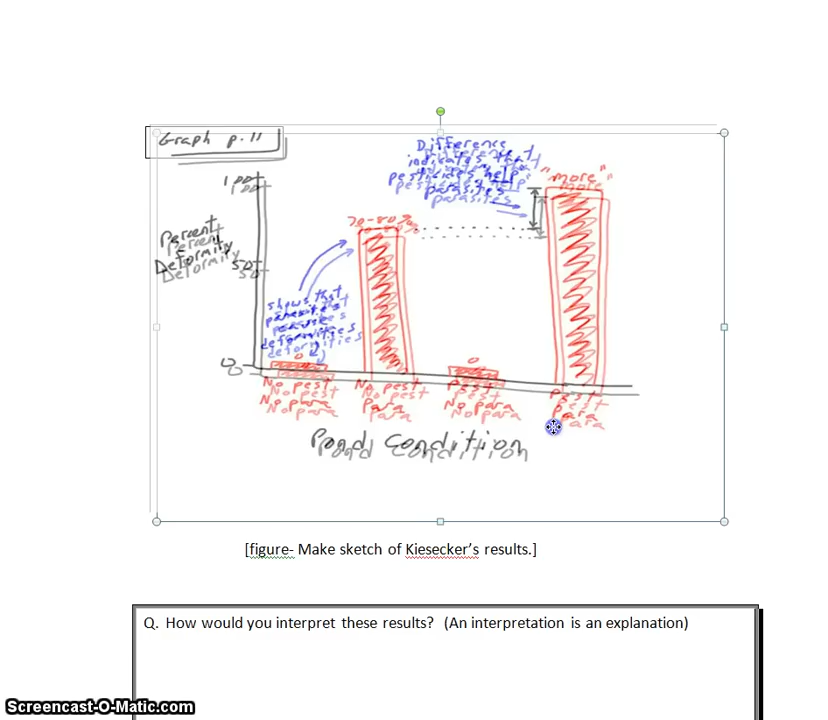 Graph p.11
Difference
indicates that
pesticides help
parasites
"more"
100
70-80%
Percent
Deformity
50
shows that
parasites
cause
deformities
0
0
0
No pest
No para
No pest
Para
Pest
No para
Pest
Para
Pond Condition
[figure- Make sketch of Kiesecker's results.]
Q. How would you interpret these results? (An interpretation is an explanation)
Screencast-O-Matic.com